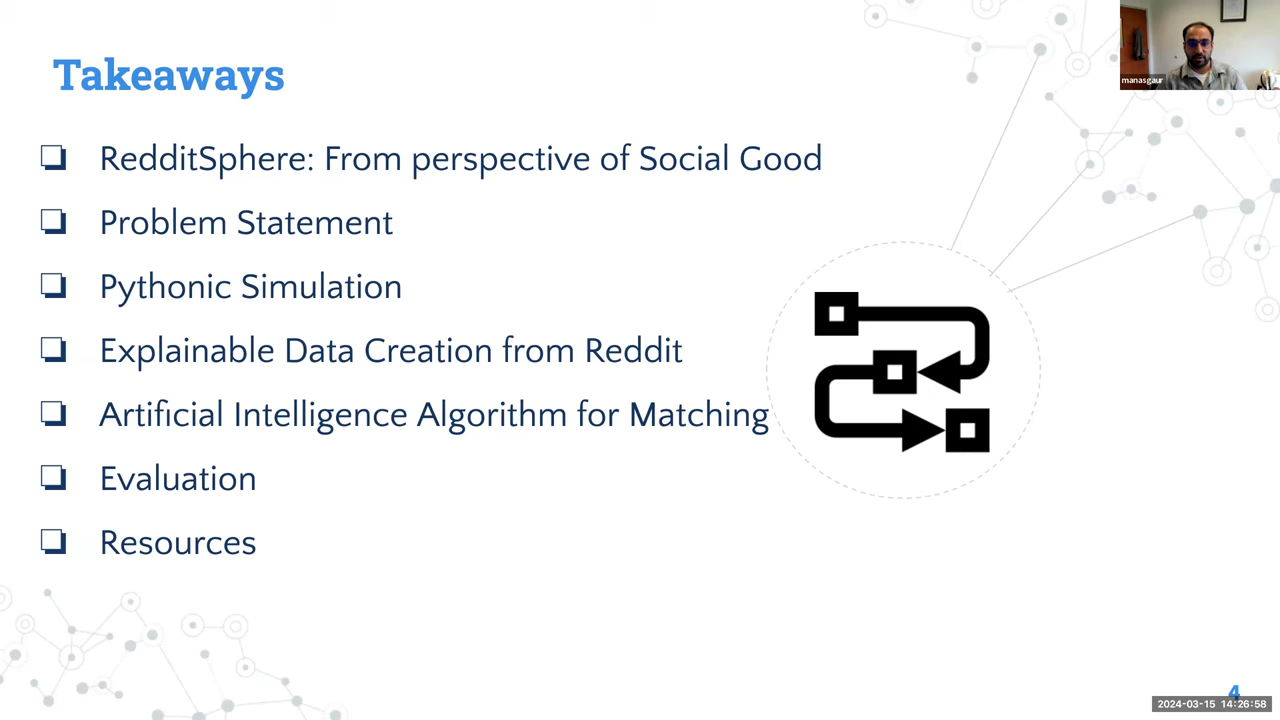 Takeaways
manasgaur
RedditSphere: From perspective of Social Good
Problem Statement
Pythonic Simulation
Explainable Data Creation from Reddit
Artificial Intelligence Algorithm for Matching
Evaluation
Resources
4
2024-03-15 14:26:58